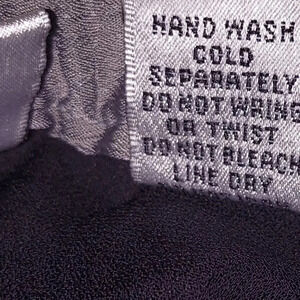 HAND WASH
COLD
SEPARATELY
DO NOT WRING
OR TWIST
DO NOT BLEACH
LINE DRY